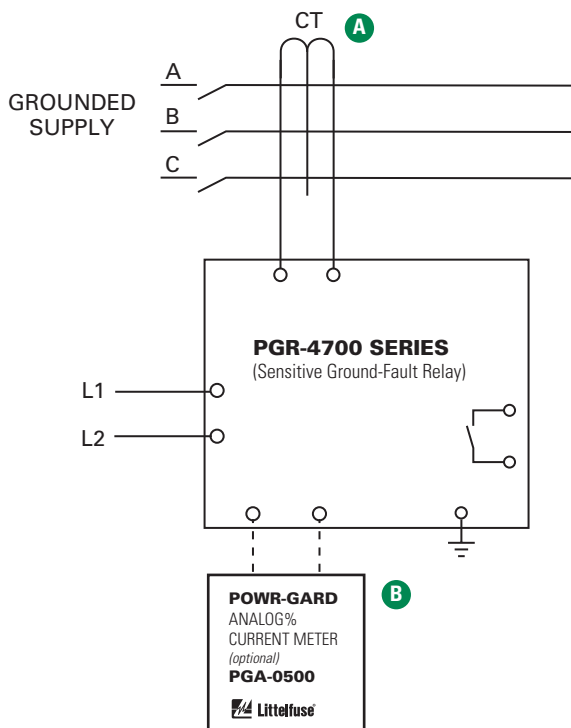 CT
A
A
GROUNDED
SUPPLY
B
C
PGR-4700 SERIES
(Sensitive Ground-Fault Relay)
L1
L2
B
POWR-GARD
ANALOG%
CURRENT METER
(optional)
PGA-0500
Littelfuse®